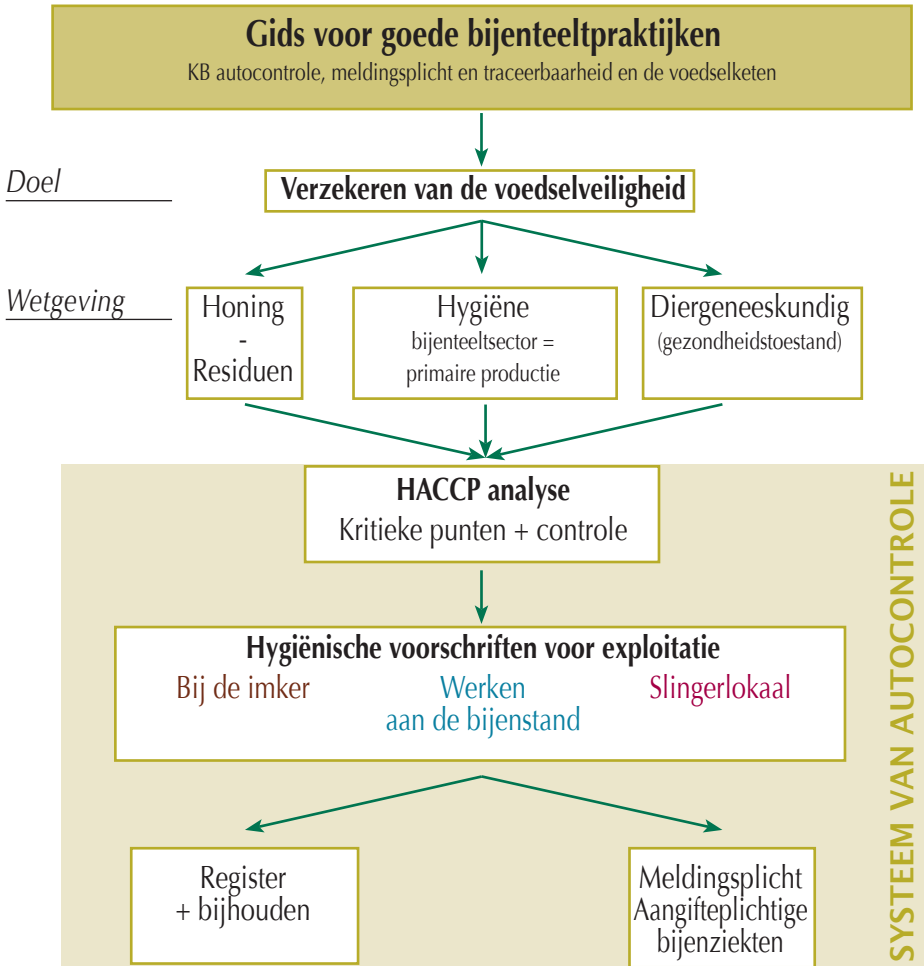 Gids voor goede bijenteeltpraktijken
KB autocontrole, meldingsplicht en traceerbaarheid en de voedselketen
Doel
Verzekeren van de voedselveiligheid
Wetgeving
Honing
-
Residuen
Hygiëne
bijenteeltsector =
primaire productie
Diergeneeskundig
(gezondheidstoestand)
HACCP analyse
Kritieke punten + controle
Hygiënische voorschriften voor exploitatie
Bij de imker
Werken
aan de bijenstand
Slingerlokaal
Register
+ bijhouden
Meldingsplicht
Aangifteplichtige
bijenziekten
SYSTEEM VAN AUTOCONTROLE